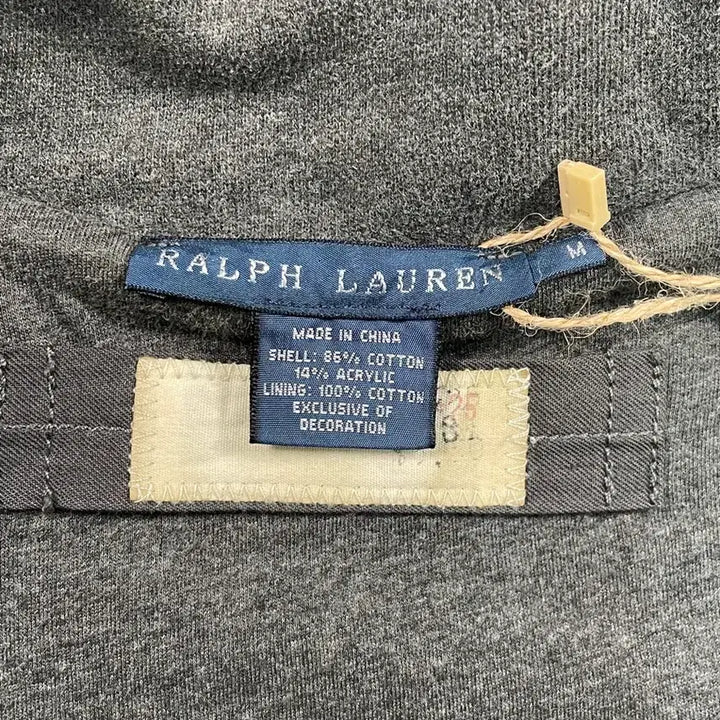 RALPH LAUREN
M
MADE IN CHINA
SHELL: 86% COTTON
14% ACRYLIC
LINING: 100% COTTON
EXCLUSIVE OF
DECORATION